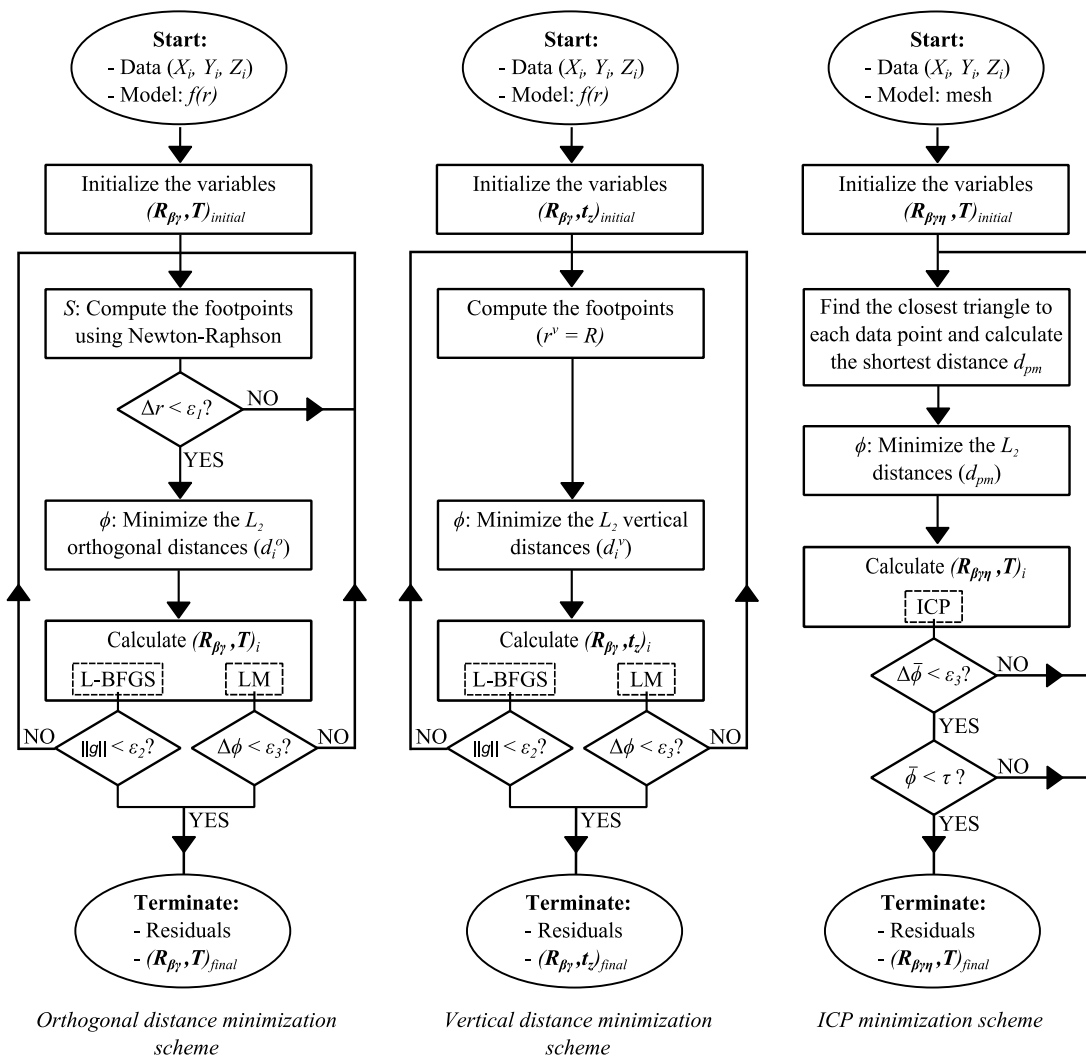 Start:
- Data (Xi, Yi, Zi)
- Model: f(r)
Initialize the variables
(Rβγ ,T)initial
S: Compute the footpoints
using Newton-Raphson
Δr < ε1?
NO
YES
ϕ: Minimize the L2
orthogonal distances (dio)
Calculate (Rβγ ,T)i
L-BFGS
LM
NO
||g|| < ε2?
Δϕ < ε3?
NO
YES
Terminate:
- Residuals
- (Rβγ ,T)final
Orthogonal distance minimization
scheme
Start:
- Data (Xi, Yi, Zi)
- Model: f(r)
Initialize the variables
(Rβγ ,tz)initial
Compute the footpoints
(rv = R)
ϕ: Minimize the L2 vertical
distances (div)
Calculate (Rβγ ,tz)i
L-BFGS
LM
NO
||g|| < ε2?
Δϕ < ε3?
NO
YES
Terminate:
- Residuals
- (Rβγ ,tz)final
Vertical distance minimization
scheme
Start:
- Data (Xi, Yi, Zi)
- Model: mesh
Initialize the variables
(Rβγη ,T)initial
Find the closest triangle to
each data point and calculate
the shortest distance dpm
ϕ: Minimize the L2
distances (dpm)
Calculate (Rβγη ,T)i
ICP
Δϕ̄ < ε3?
NO
YES
ϕ̄ < τ ?
NO
YES
Terminate:
- Residuals
- (Rβγη ,T)final
ICP minimization scheme